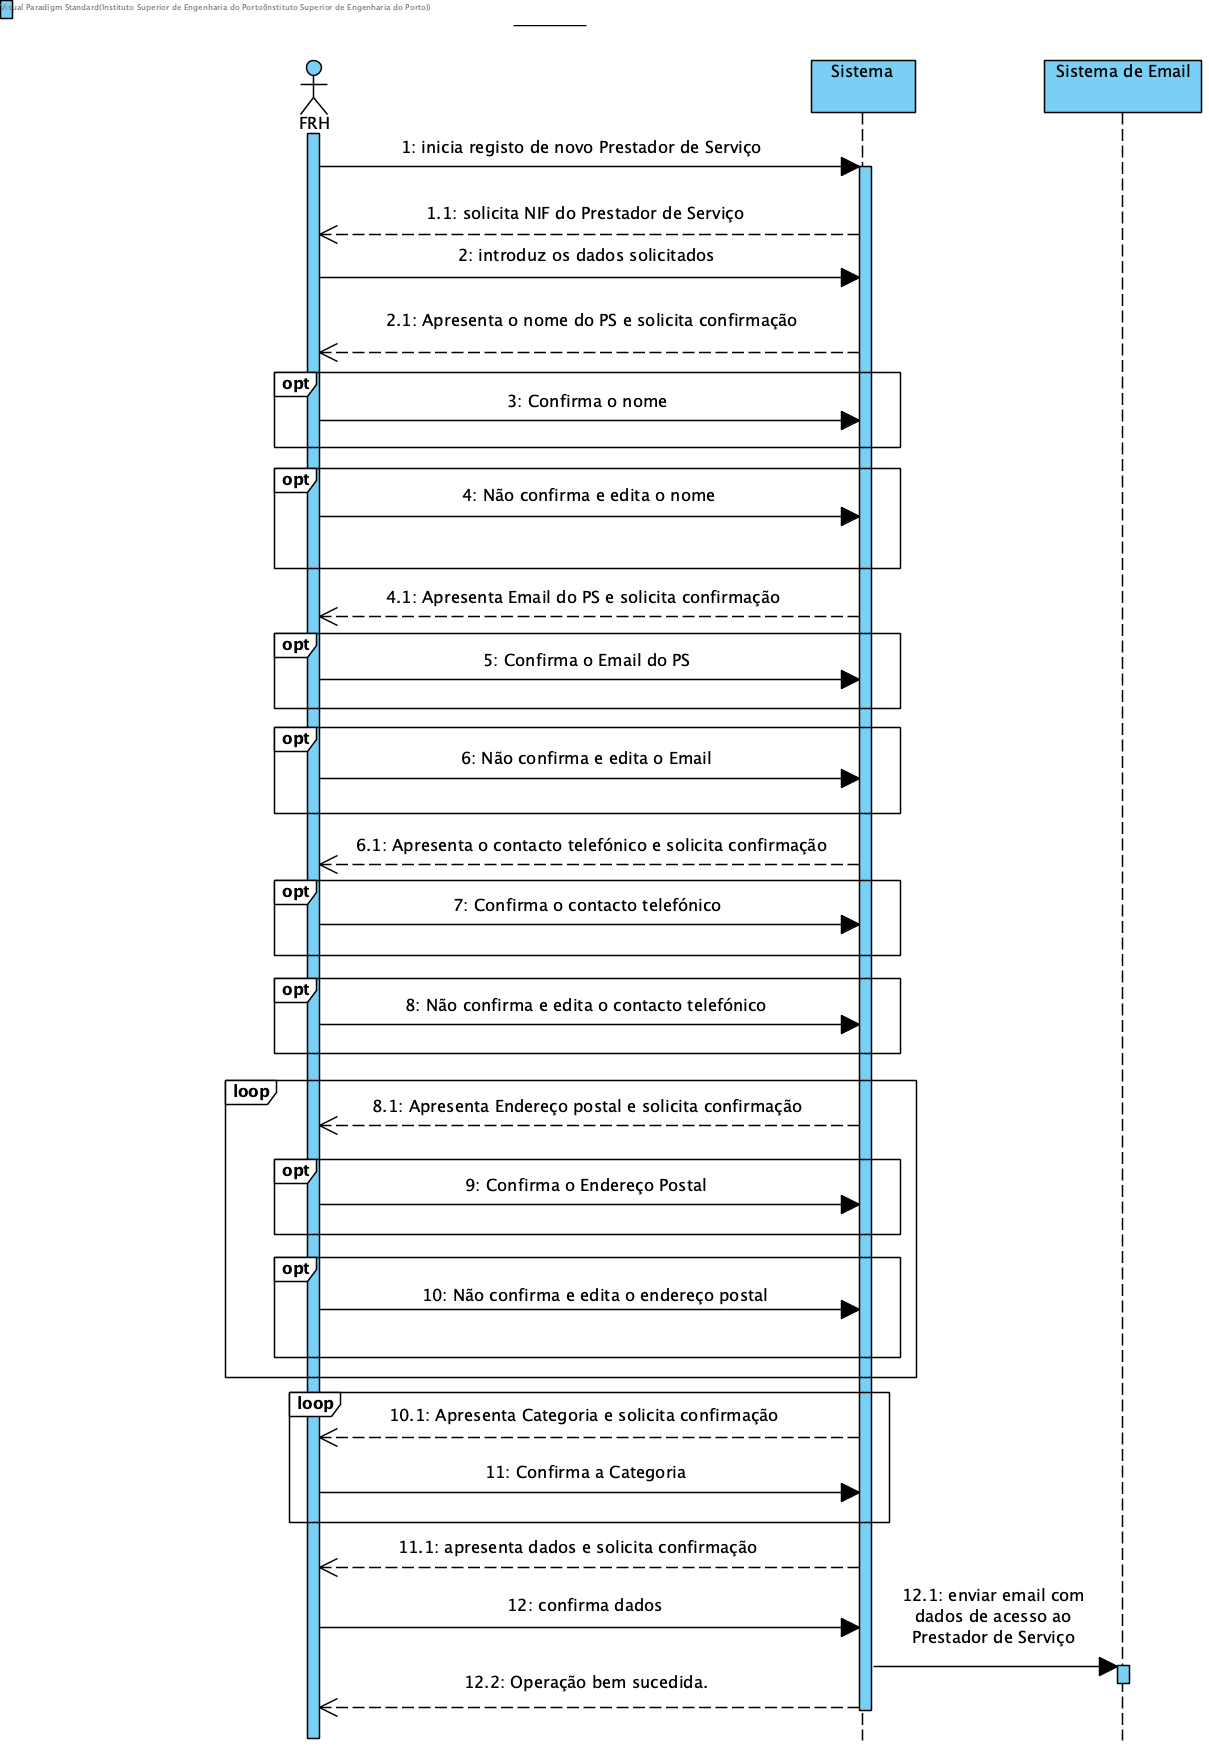 Visual Paradigm Standard(Instituto Superior de Engenharia do Porto(Instituto Superior de Engenharia do Porto))
FRH
Sistema
Sistema de Email
1: inicia registo de novo Prestador de Serviço
1.1: solicita NIF do Prestador de Serviço
2: introduz os dados solicitados
2.1: Apresenta o nome do PS e solicita confirmação
opt
3: Confirma o nome
opt
4: Não confirma e edita o nome
4.1: Apresenta Email do PS e solicita confirmação
opt
5: Confirma o Email do PS
opt
6: Não confirma e edita o Email
6.1: Apresenta o contacto telefónico e solicita confirmação
opt
7: Confirma o contacto telefónico
opt
8: Não confirma e edita o contacto telefónico
loop
8.1: Apresenta Endereço postal e solicita confirmação
opt
9: Confirma o Endereço Postal
opt
10: Não confirma e edita o endereço postal
loop
10.1: Apresenta Categoria e solicita confirmação
11: Confirma a Categoria
11.1: apresenta dados e solicita confirmação
12: confirma dados
12.1: enviar email com
dados de acesso ao
Prestador de Serviço
12.2: Operação bem sucedida.